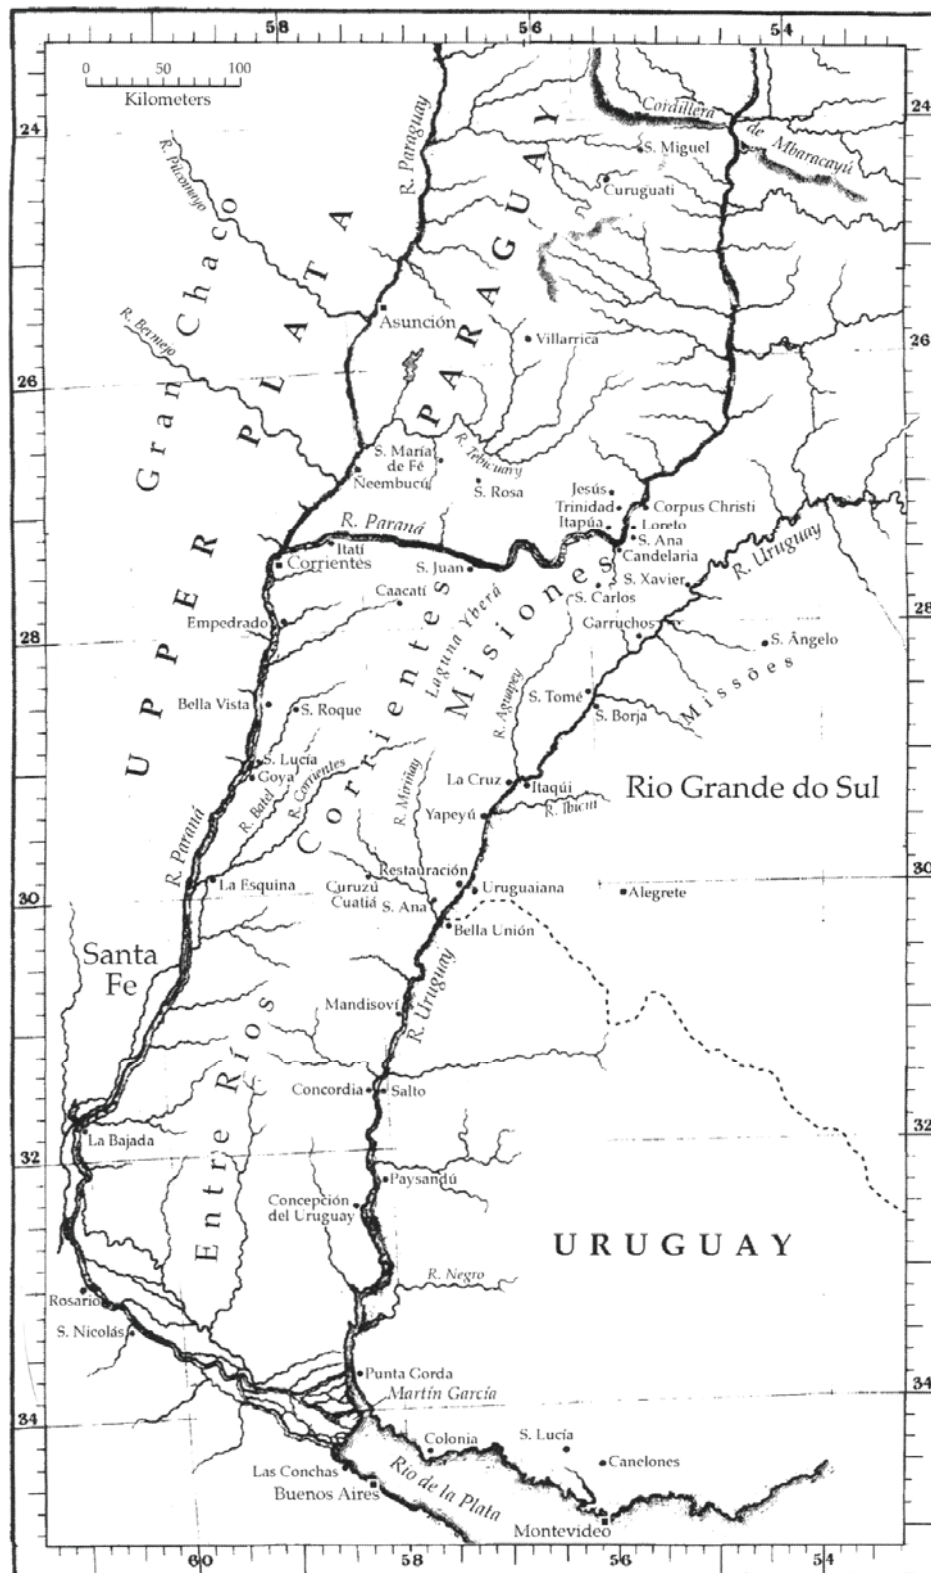 58
56
54
0 50 100
Kilometers
24
24
R. Pilcomayo
R. Paraguay
Cordillera
de Mbaracayú
S. Miguel
Curuguatí
PARAGUAY
Gran Chaco
UPPER PLATA
R. Bermejo
Asunción
Villarrica
26
26
S. María
de Fé
Ñeembucú
R. Tebicuary
S. Rosa
Jesús
Trinidad
Itapúa
Corpus Christi
Loreto
S. Ana
Candelaria
R. Paraná
Itatí
Corrientes
S. Juan
Caacatí
S. Xavier
S. Carlos
R. Uruguay
Empedrado
Garruchos
28
28
S. Ángelo
Laguna Yberá
Corrientes
Misiones
Missões
Bella Vista
S. Roque
R. Aguapey
S. Tomé
S. Borja
S. Lucía
Goya
R. Batel
R. Corrientes
R. Miriñay
La Cruz
Itaqúi
Rio Grande do Sul
Yapeyú
R. Ibicui
R. Paraná
La Esquina
Curuzú
Cuatiá
Restauración
S. Ana
Uruguaiana
Alegrete
Bella Unión
30
30
Santa
Fe
Mandisoví
R. Uruguay
Entre Ríos
Concordia
Salto
La Bajada
32
32
Paysandú
Concepción
del Uruguay
URUGUAY
R. Negro
Rosario
S. Nicolás
Punta Gorda
Martín García
34
34
Colonia
S. Lucía
Canelones
Las Conchas
Buenos Aires
Rio de la Plata
Montevideo
60
58
56
54